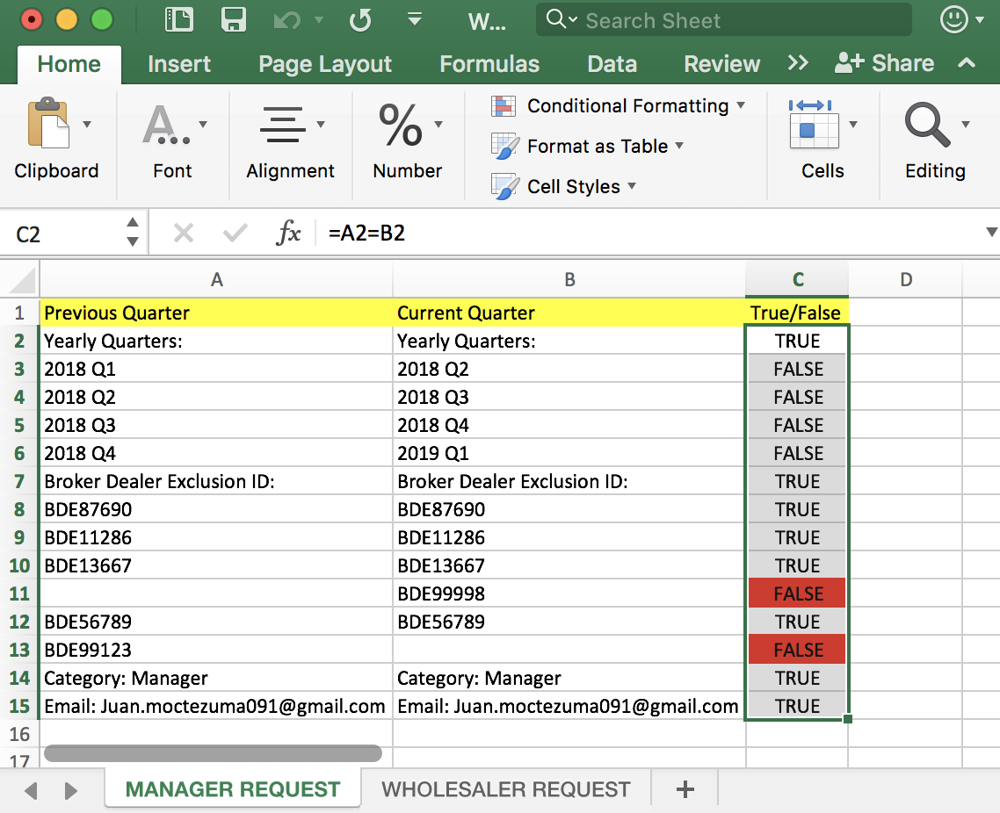 W...
Search Sheet
Home Insert Page Layout Formulas Data Review >> Share
Conditional Formatting
Format as Table
Cell Styles
Clipboard Font Alignment Number Cells Editing
C2 fx =A2=B2
A B C D
1 Previous Quarter Current Quarter True/False
2 Yearly Quarters: Yearly Quarters: TRUE
3 2018 Q1 2018 Q2 FALSE
4 2018 Q2 2018 Q3 FALSE
5 2018 Q3 2018 Q4 FALSE
6 2018 Q4 2019 Q1 FALSE
7 Broker Dealer Exclusion ID: Broker Dealer Exclusion ID: TRUE
8 BDE87690 BDE87690 TRUE
9 BDE11286 BDE11286 TRUE
10 BDE13667 BDE13667 TRUE
11 BDE99998 FALSE
12 BDE56789 BDE56789 TRUE
13 BDE99123 FALSE
14 Category: Manager Category: Manager TRUE
15 Email: Juan.moctezuma091@gmail.com Email: Juan.moctezuma091@gmail.com TRUE
16
17
MANAGER REQUEST WHOLESALER REQUEST +